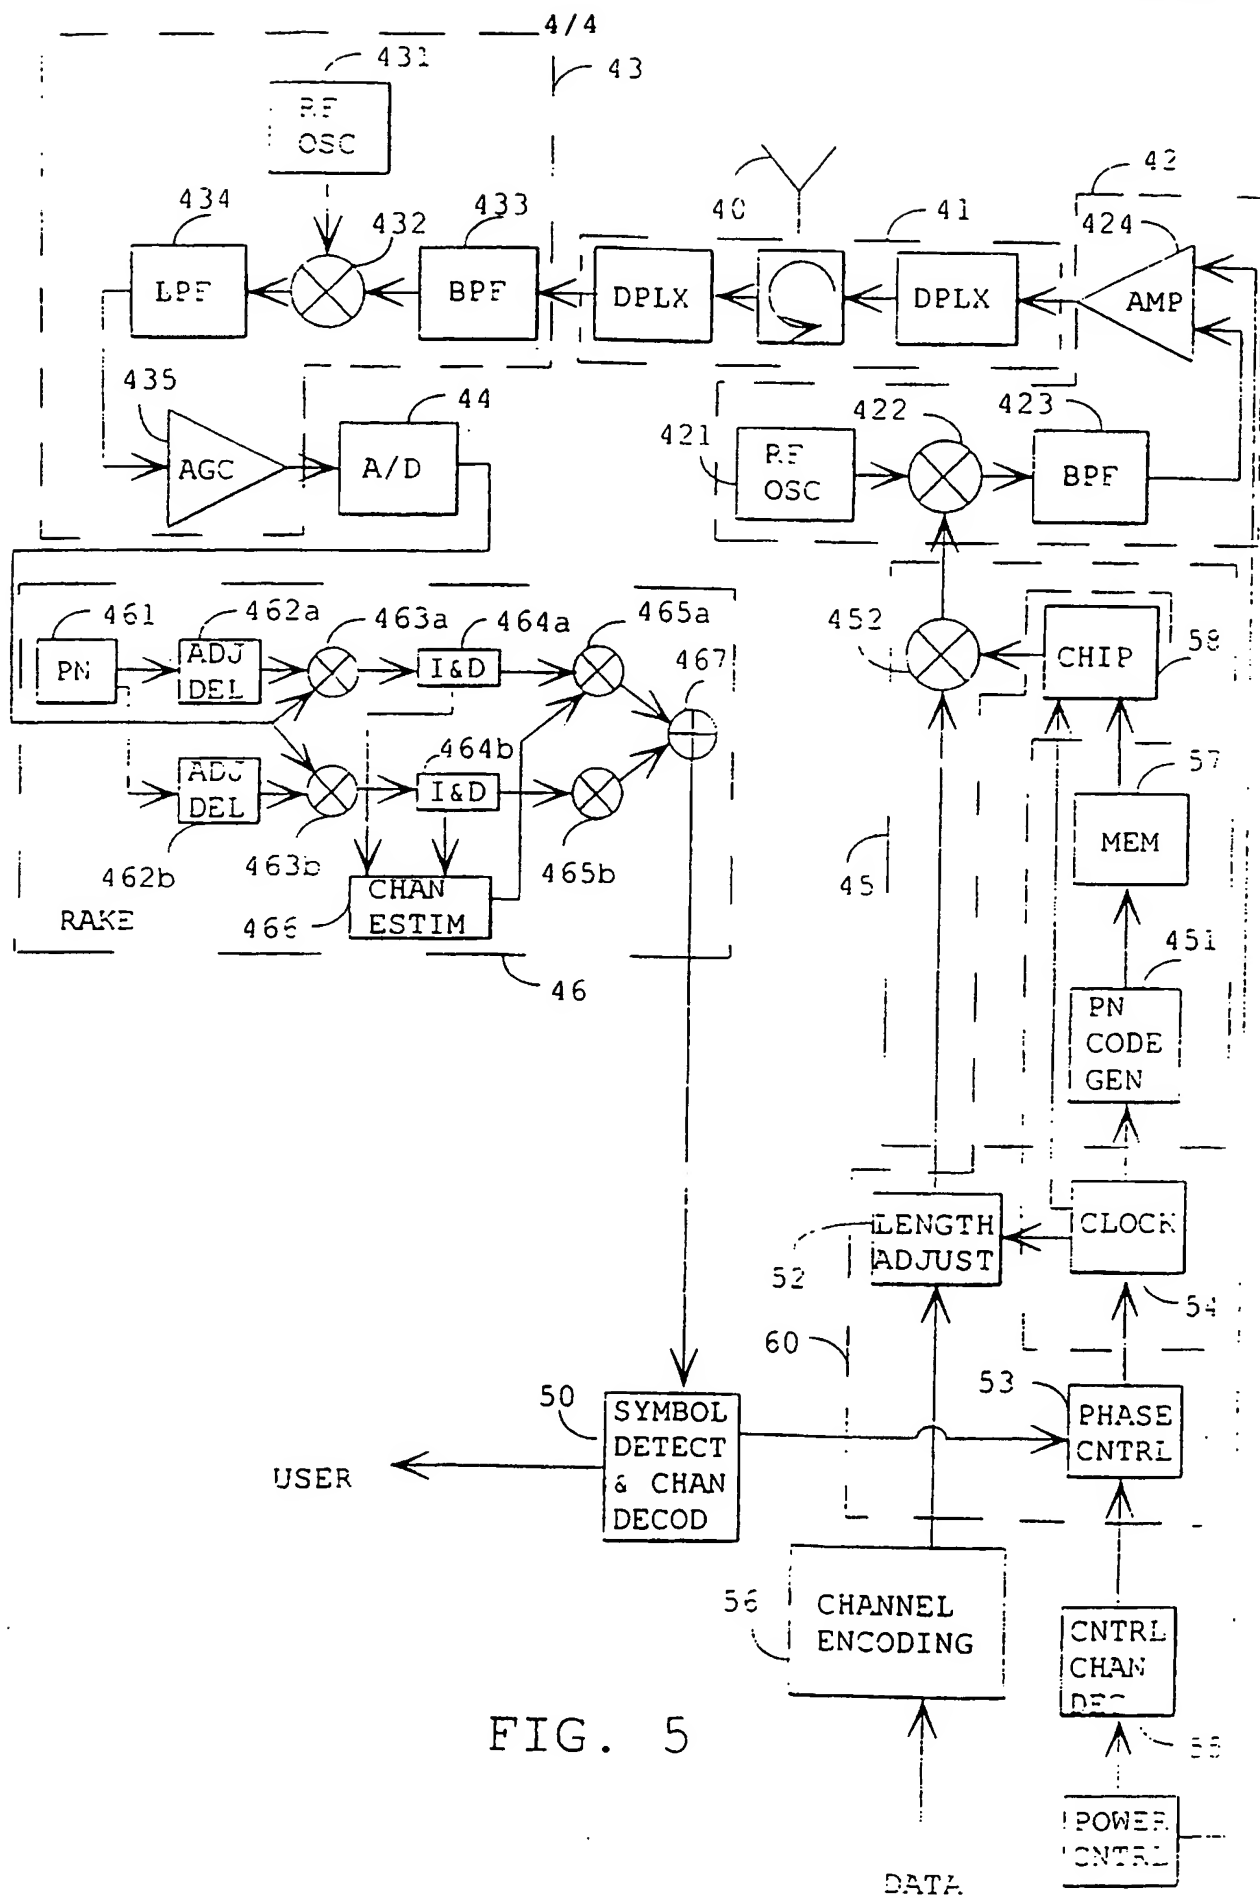 4/4
431
43
RF
OSC
42
434
432
433
40
41
424
LPF
BPF
DPLX
DPLX
AMP
435
44
422
423
421
AGC
A/D
RF
OSC
BPF
461
462a
463a
464a
465a
467
452
58
PN
ADJ
DEL
I&D
CHIP
464b
57
ADJ
DEL
I&D
MEM
462b
463b
465b
45
CHAN
ESTIM
RAKE
466
451
46
PN
CODE
GEN
LENGTH
ADJUST
CLOCK
52
54
60
50
53
SYMBOL
DETECT
& CHAN
DECOD
PHASE
CNTRL
USER
56
CHANNEL
ENCODING
CNTRL
CHAN
FIG. 5
55
POWER
CNTRL
DATA